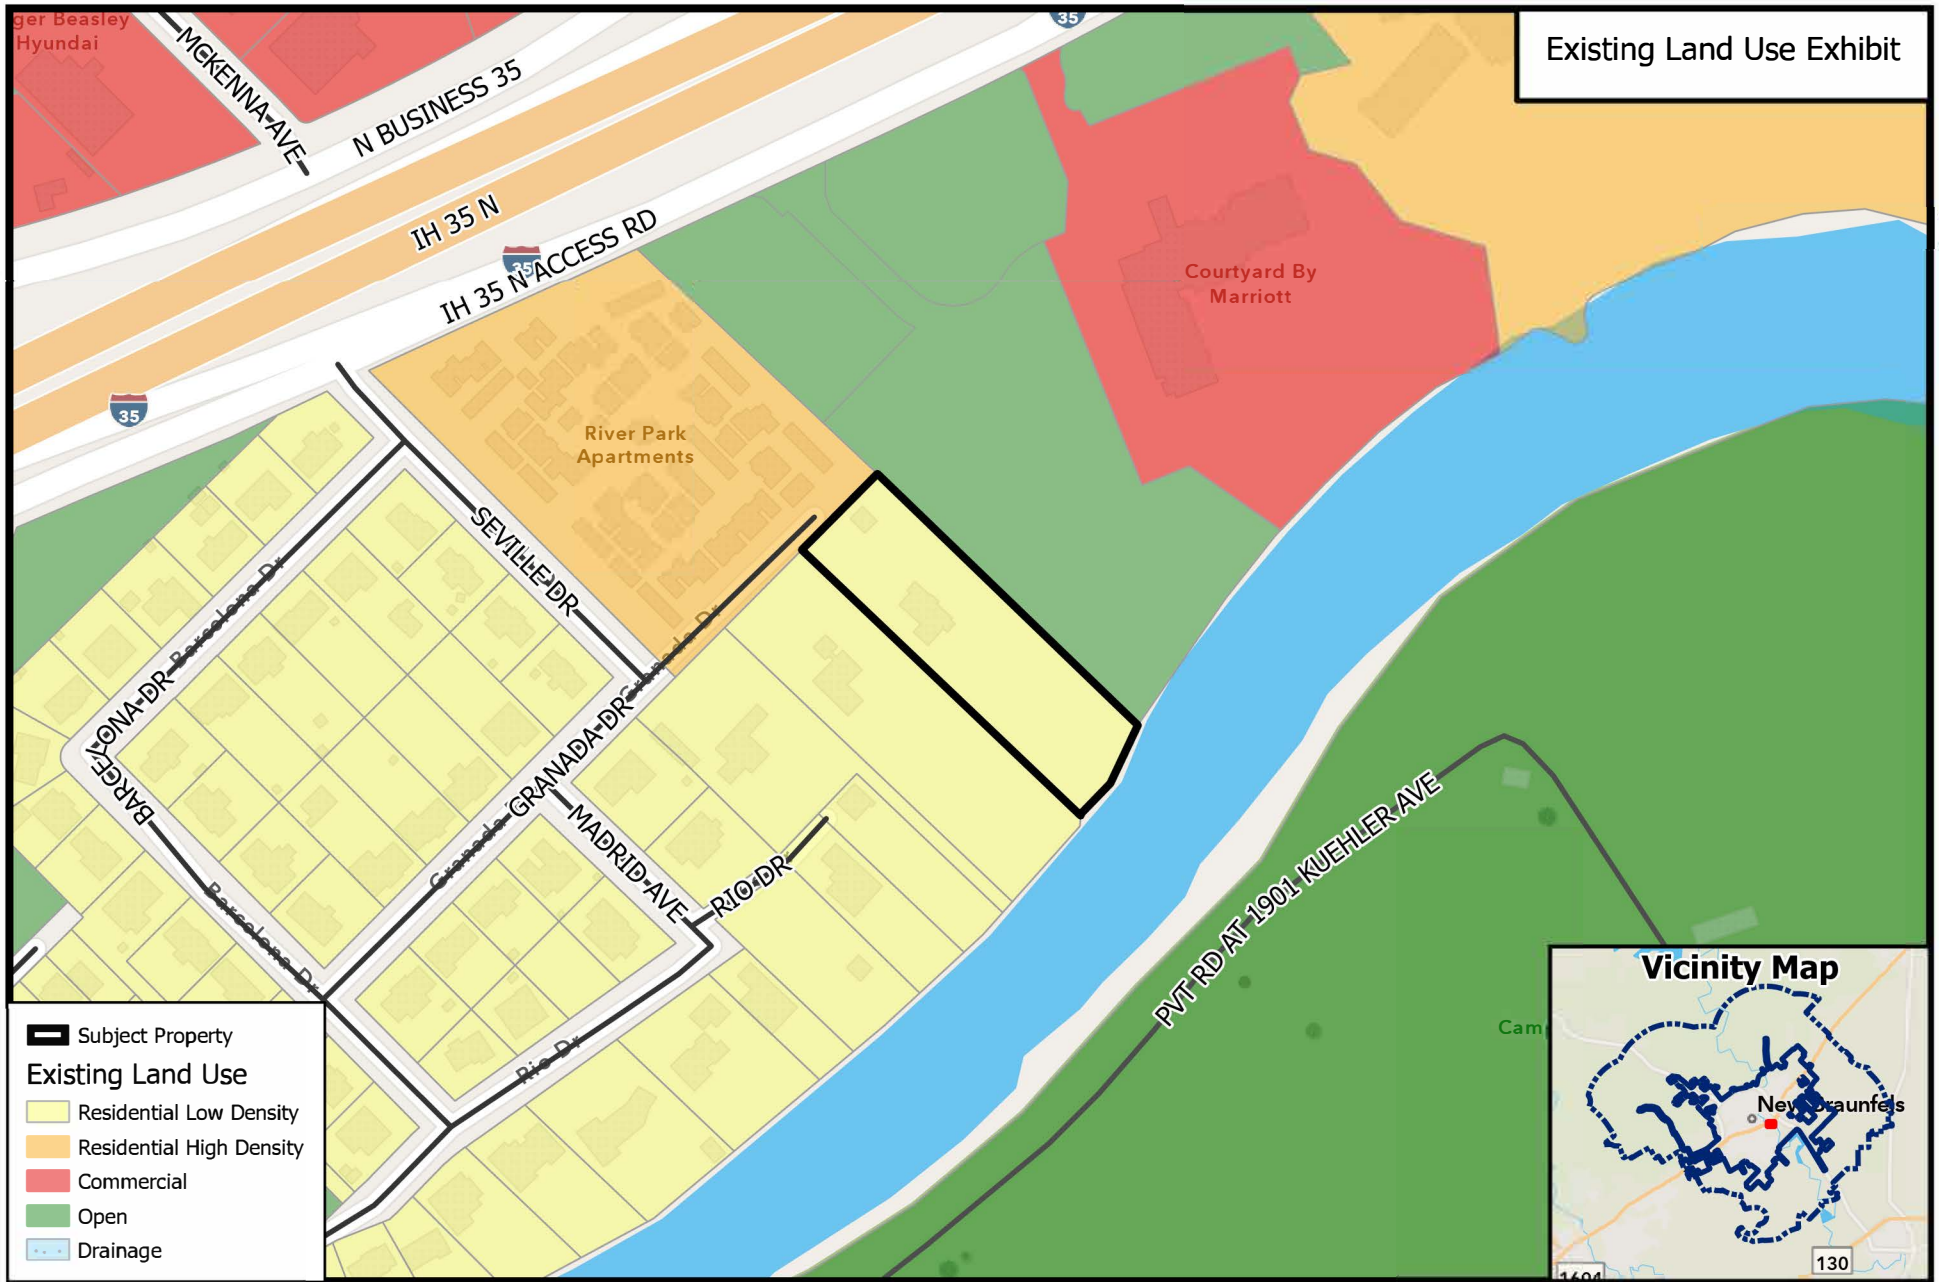 ger Beasley
Hyundai
MCKENNA AVE
N BUSINESS 35
35
Existing Land Use Exhibit
IH 35 N
IH 35 N ACCESS RD
35
35
Courtyard By
Marriott
River Park
Apartments
SEVILLE DR
Barcelona Dr
Granada Dr
BARCELONA DR
GRANADA DR
Granada
MADRID AVE
RIO DR
Barcelona Dr
Rio Dr
PVT RD AT 1901 KUEHLER AVE
Cam
Subject Property
Existing Land Use
Residential Low Density
Residential High Density
Commercial
Open
Drainage
Vicinity Map
New Braunfels
130
1604